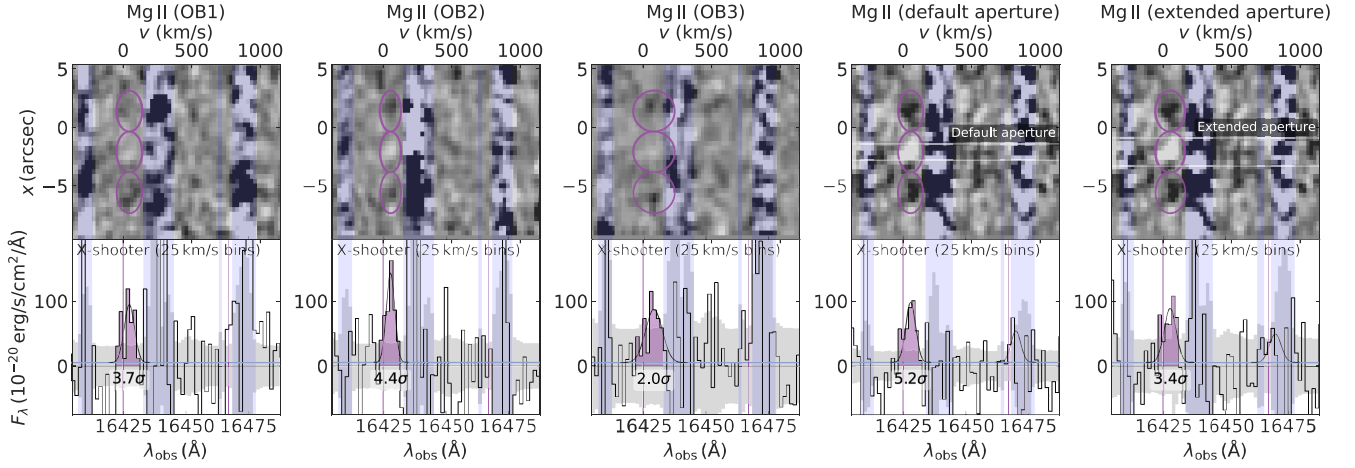 Mg II (OB1)
v (km/s)
0 500 1000
Mg II (OB2)
v (km/s)
0 500 1000
Mg II (OB3)
v (km/s)
0 500 1000
Mg II (default aperture)
v (km/s)
0 500 1000
Mg II (extended aperture)
v (km/s)
0 500 1000
x (arcsec)
5
0
−5
5
0
−5
5
0
−5
5
0
−5
Default aperture
5
0
−5
Extended aperture
Fλ (10⁻²⁰ erg/s/cm²/Å)
X-shooter (25 km/s bins)
100
0
3.7σ
16425 16450 16475
λobs (Å)
X-shooter (25 km/s bins)
100
0
4.4σ
16425 16450 16475
λobs (Å)
X-shooter (25 km/s bins)
100
0
2.0σ
16425 16450 16475
λobs (Å)
X-shooter (25 km/s bins)
100
0
5.2σ
16425 16450 16475
λobs (Å)
X-shooter (25 km/s bins)
100
0
3.4σ
16425 16450 16475
λobs (Å)